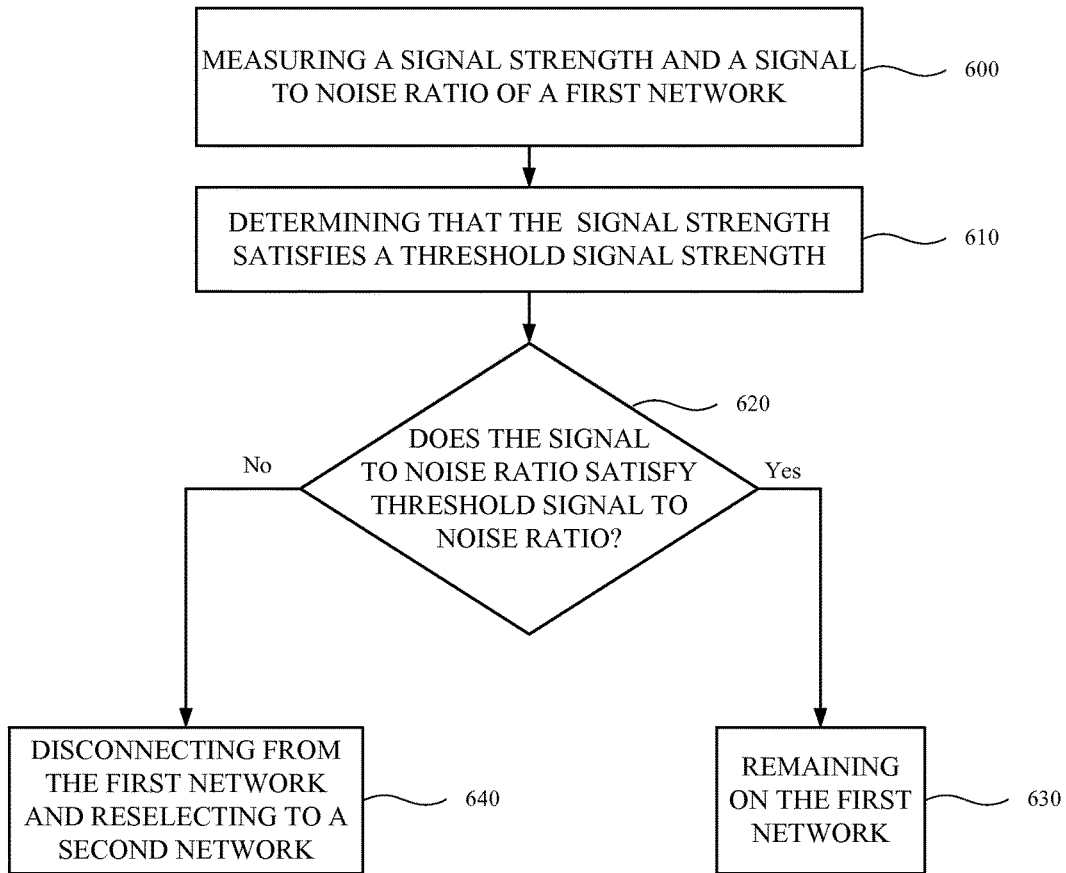 MEASURING A SIGNAL STRENGTH AND A SIGNAL
TO NOISE RATIO OF A FIRST NETWORK
600
DETERMINING THAT THE SIGNAL STRENGTH
SATISFIES A THRESHOLD SIGNAL STRENGTH
610
620
DOES THE SIGNAL
TO NOISE RATIO SATISFY
THRESHOLD SIGNAL TO
NOISE RATIO?
No
Yes
DISCONNECTING FROM
THE FIRST NETWORK
AND RESELECTING TO A
SECOND NETWORK
640
REMAINING
ON THE FIRST
NETWORK
630